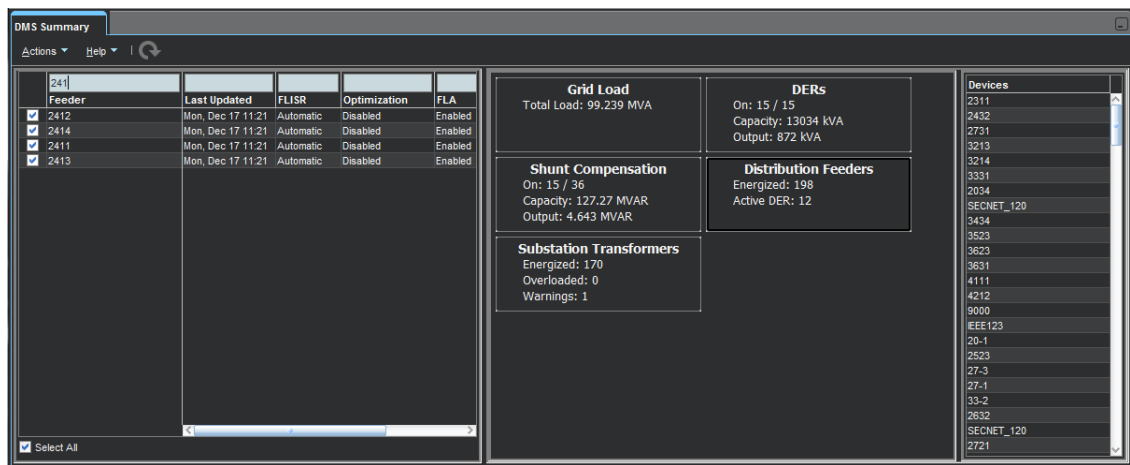 DMS Summary
Actions Help
241
Feeder Last Updated FLISR Optimization FLA
2412 Mon, Dec 17 11:21 Automatic Disabled Enabled
2414 Mon, Dec 17 11:21 Automatic Disabled Enabled
2411 Mon, Dec 17 11:21 Automatic Disabled Enabled
2413 Mon, Dec 17 11:21 Automatic Disabled Enabled
Select All
Grid Load
Total Load: 99.239 MVA
DERs
On: 15 / 15
Capacity: 13034 kVA
Output: 872 kVA
Shunt Compensation
On: 15 / 36
Capacity: 127.27 MVAR
Output: 4.643 MVAR
Distribution Feeders
Energized: 198
Active DER: 12
Substation Transformers
Energized: 170
Overloaded: 0
Warnings: 1
Devices
2311
2432
2731
3213
3214
3331
2034
SECNET_120
3434
3523
3623
3631
4111
4212
9000
IEEE123
20-1
2523
27-3
27-1
33-2
2632
SECNET_120
2721